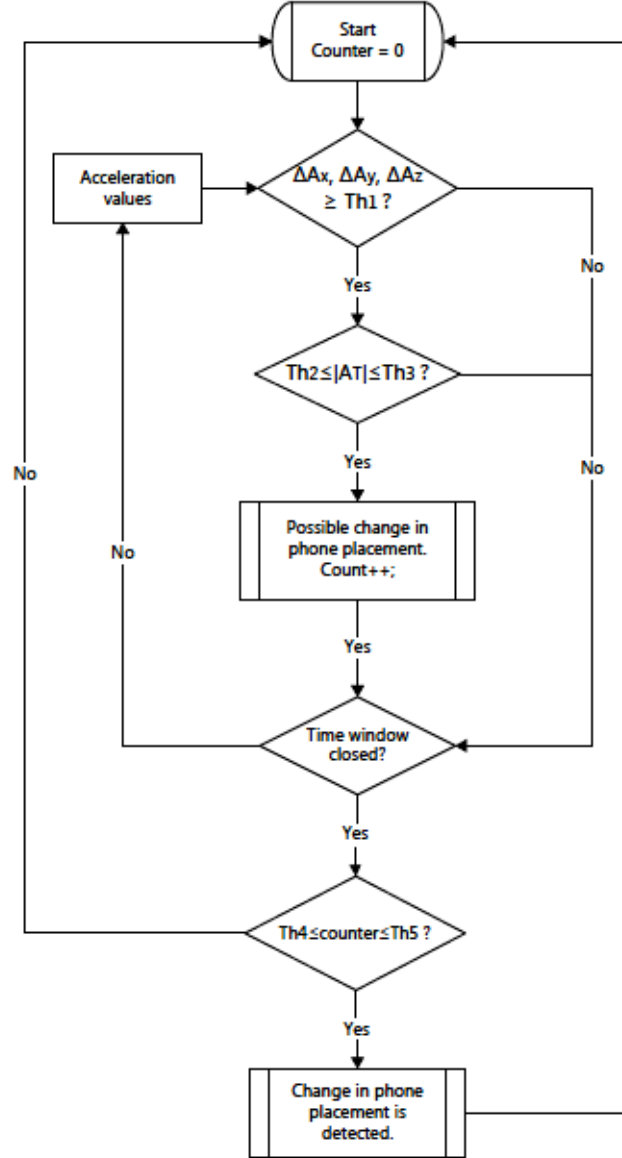 Start
Counter = 0
Acceleration
values
ΔAx, ΔAy, ΔAz
≥ Th1 ?
No
Yes
Th2≤|AT|≤Th3 ?
Yes
No
No
Possible change in
phone placement.
Count++;
No
Yes
Time window
closed?
Yes
Th4≤counter≤Th5 ?
Yes
Change in phone
placement is
detected.